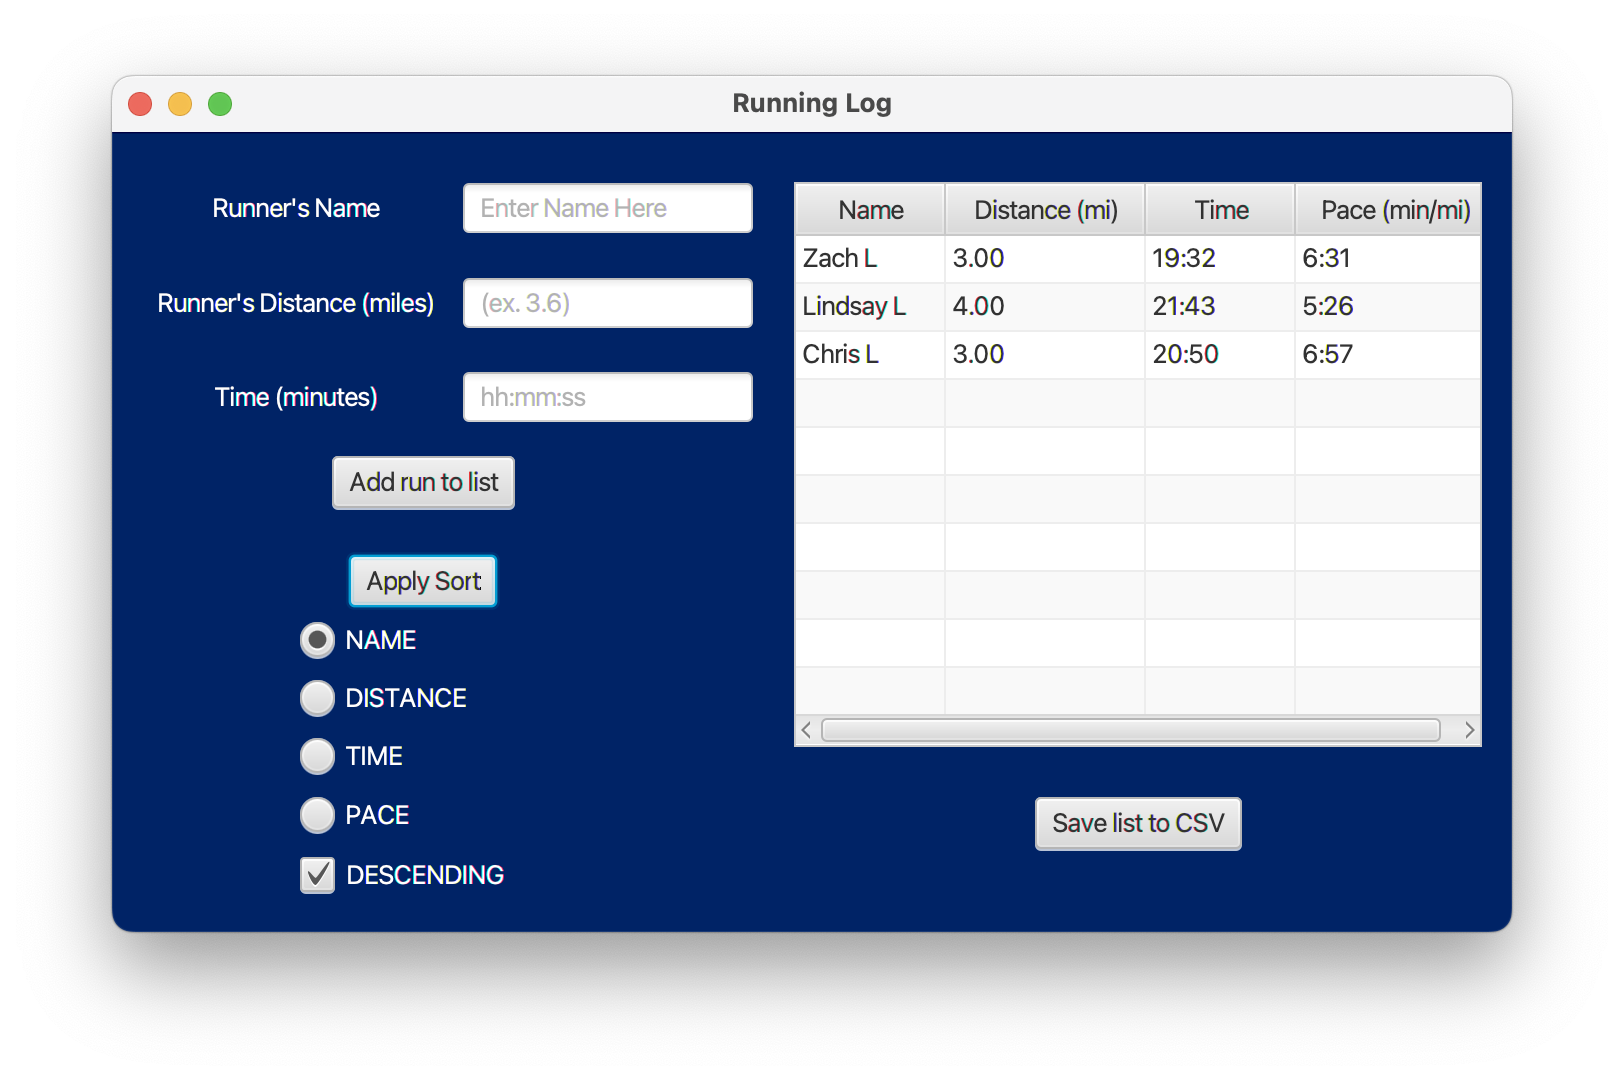 Running Log
Runner's Name
Enter Name Here
Runner's Distance (miles)
(ex. 3.6)
Time (minutes)
hh:mm:ss
Add run to list
Apply Sort
NAME
DISTANCE
TIME
PACE
DESCENDING
Name Distance (mi) Time Pace (min/mi)
Zach L 3.00 19:32 6:31
Lindsay L 4.00 21:43 5:26
Chris L 3.00 20:50 6:57
Save list to CSV